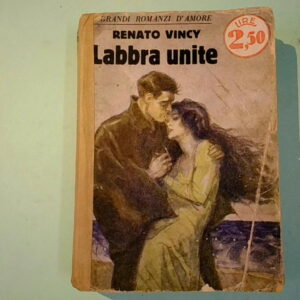 GRANDI ROMANZI D'AMORE
LIRE
2,50
RENATO VINCY
Labbra unite